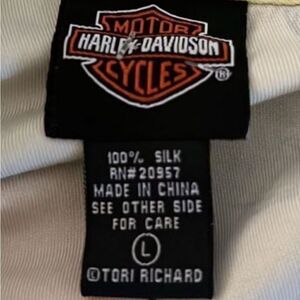 MOTOR
HARLEY-DAVIDSON
CYCLES
®
100% SILK
RN#20957
MADE IN CHINA
SEE OTHER SIDE
FOR CARE
L
©TORI RICHARD